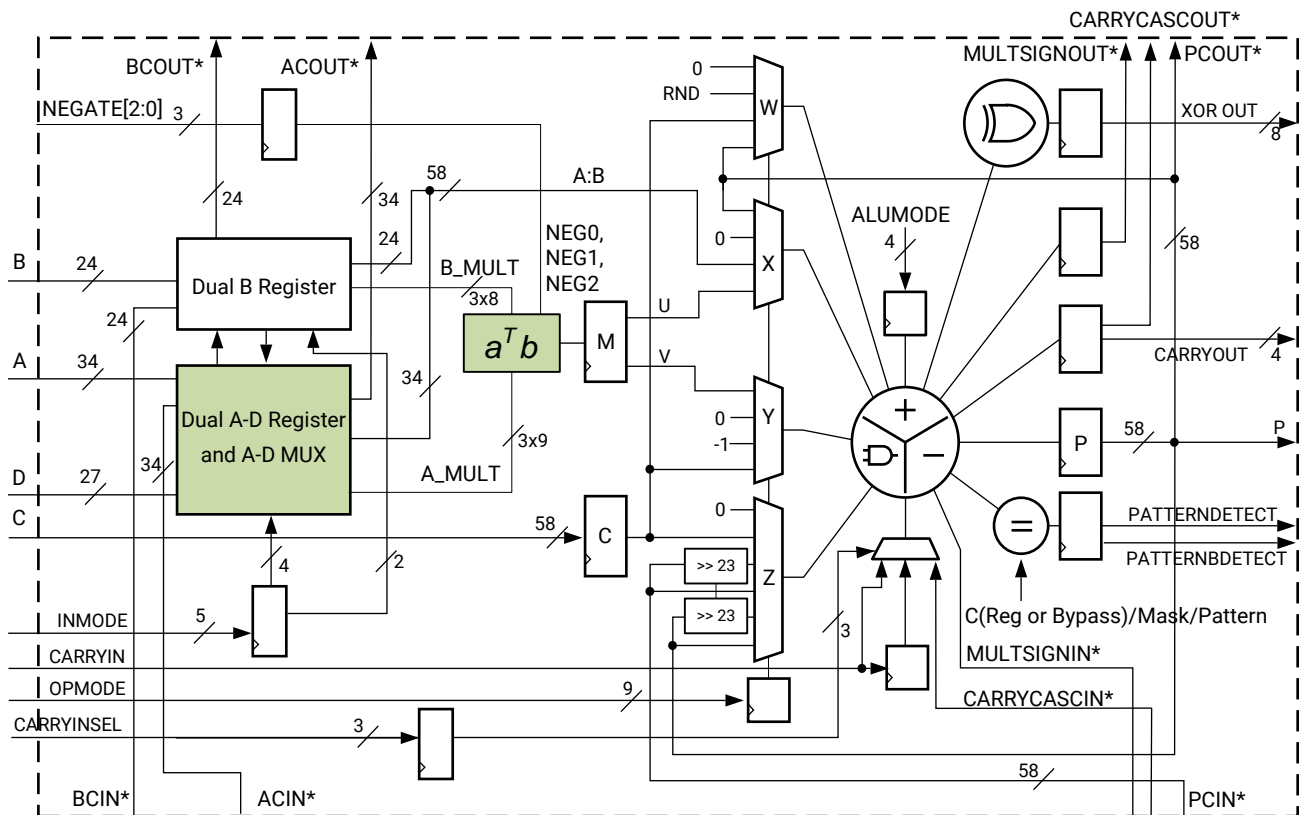 CARRYCASCOUT*
MULTSIGNOUT*
PCOUT*
BCOUT*
ACOUT*
NEGATE[2:0]
3
0
RND
W
XOR OUT
8
58
A:B
24
34
ALUMODE
4
58
24
NEG0,
NEG1,
NEG2
0
X
B
24
Dual B Register
B_MULT
3x8
U
24
a^T b
M
CARRYOUT
4
A
34
V
34
Dual A-D Register
and A-D MUX
0
Y
-1
+
−
P
58
P
3x9
34
A_MULT
D
27
C
58
C
0
=
PATTERNDETECT
PATTERNBDETECT
>> 23
Z
>> 23
4
2
INMODE
5
3
C(Reg or Bypass)/Mask/Pattern
CARRYIN
MULTSIGNIN*
OPMODE
9
CARRYCASCIN*
CARRYINSEL
3
58
BCIN*
ACIN*
PCIN*